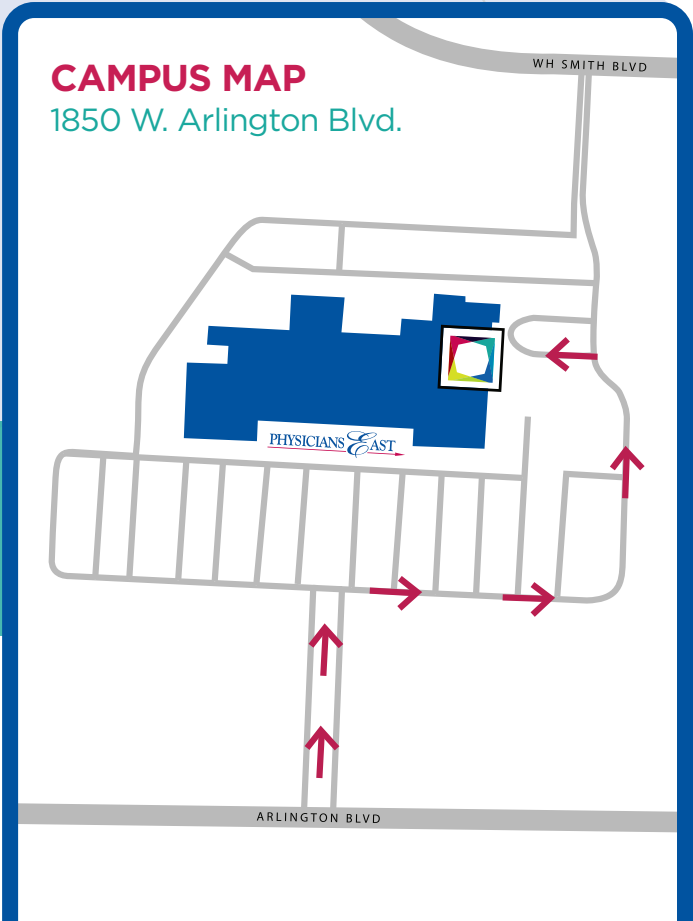 WH SMITH BLVD
CAMPUS MAP
1850 W. Arlington Blvd.
PHYSICIANS EAST
ARLINGTON BLVD